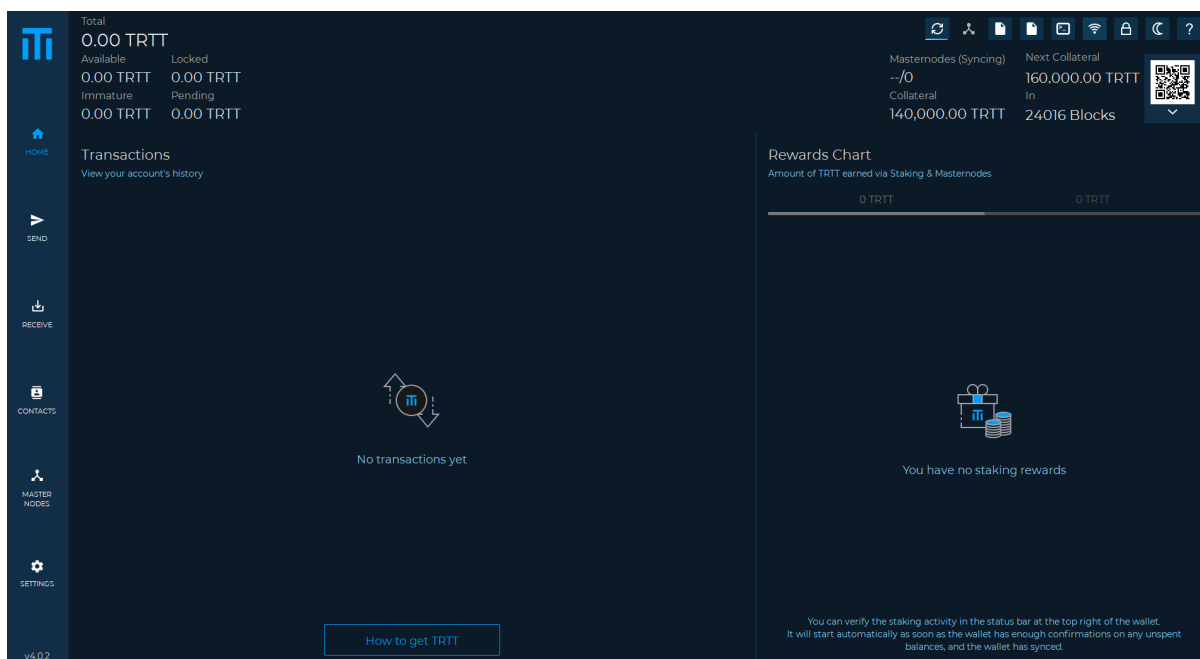 Total
0.00 TRTT
Available Locked
0.00 TRTT 0.00 TRTT
Immature Pending
0.00 TRTT 0.00 TRTT
?
Masternodes (Syncing) Next Collateral
--/0 160,000.00 TRTT
Collateral In
140,000.00 TRTT 24016 Blocks
HOME
SEND
RECEIVE
CONTACTS
MASTER
NODES
SETTINGS
v4.0.2
Transactions
View your account's history
No transactions yet
How to get TRTT
Rewards Chart
Amount of TRTT earned via Staking & Masternodes
0 TRTT 0 TRTT
You have no staking rewards
You can verify the staking activity in the status bar at the top right of the wallet.
It will start automatically as soon as the wallet has enough confirmations on any unspent
balances, and the wallet has synced.